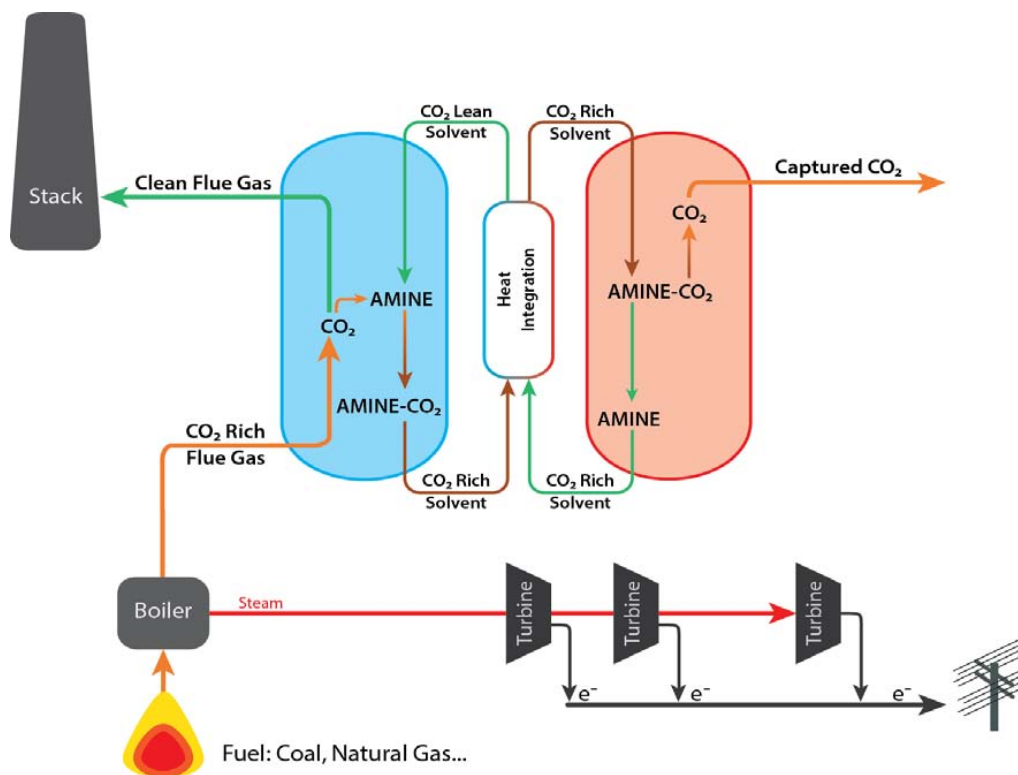 Stack
Clean Flue Gas
CO₂ Lean
Solvent
CO₂ Rich
Solvent
Captured CO₂
CO₂
AMINE
CO₂
AMINE-CO₂
Heat
Integration
CO₂
AMINE-CO₂
AMINE
CO₂ Rich
Flue Gas
CO₂ Rich
Solvent
CO₂ Rich
Solvent
Boiler
Steam
Turbine
Turbine
Turbine
e⁻
e⁻
e⁻
Fuel: Coal, Natural Gas...